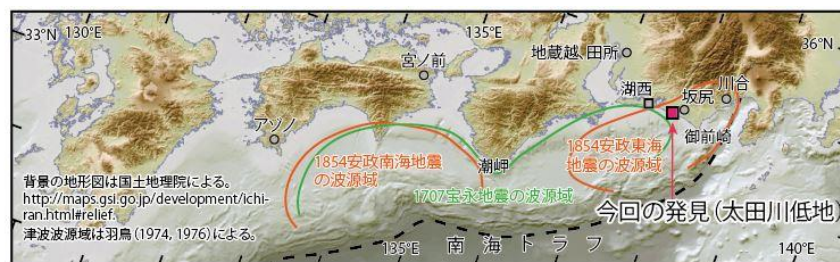 33°N
130°E
135°E
36°N
地蔵越、田所
宮ノ前
湖西
川合
坂尻
アゾノ
御前崎
1854安政南海地震
の波源域
潮岬
1854安政東海
地震の波源域
1707宝永地震の波源域
背景の地形図は国土地理院による。
http://maps.gsi.go.jp/development/ichi-
ran.html#relief.
津波波源域は羽鳥（1974, 1976）による。
今回の発見（太田川低地）
135°E
南海トラフ
140°E